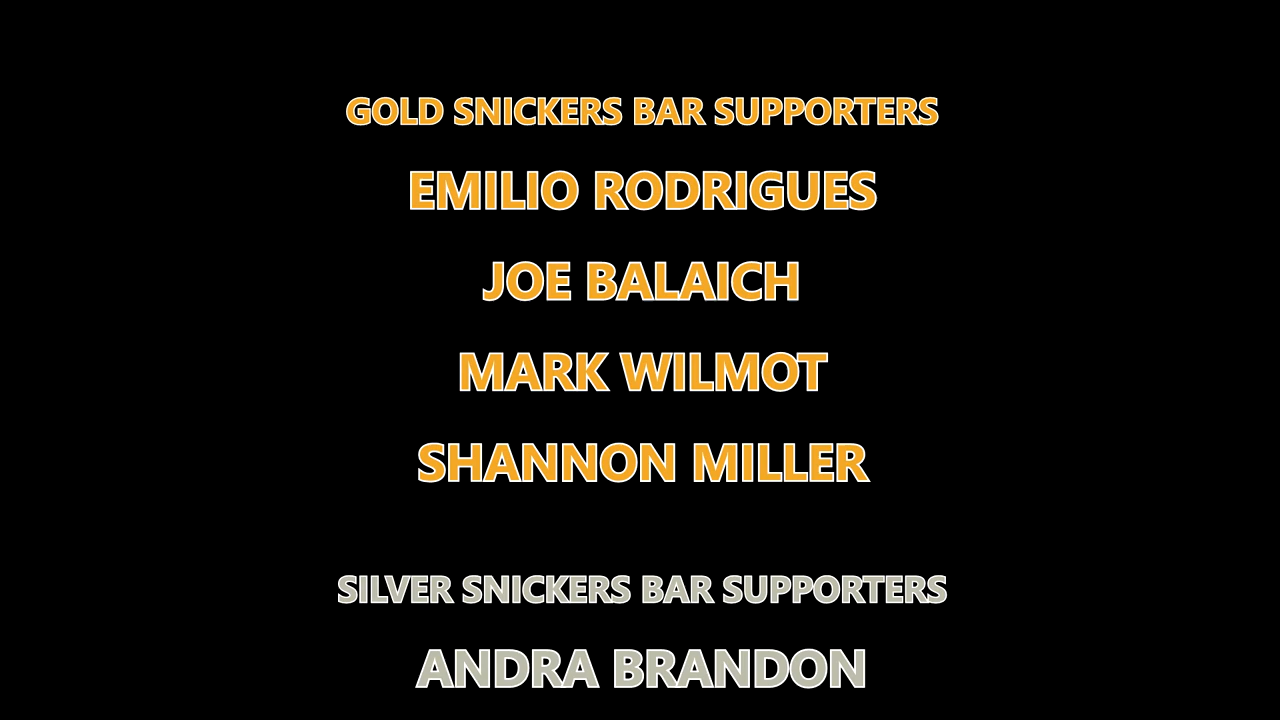 GOLD SNICKERS BAR SUPPORTERS
EMILIO RODRIGUES
JOE BALAICH
MARK WILMOT
SHANNON MILLER
SILVER SNICKERS BAR SUPPORTERS
ANDRA BRANDON